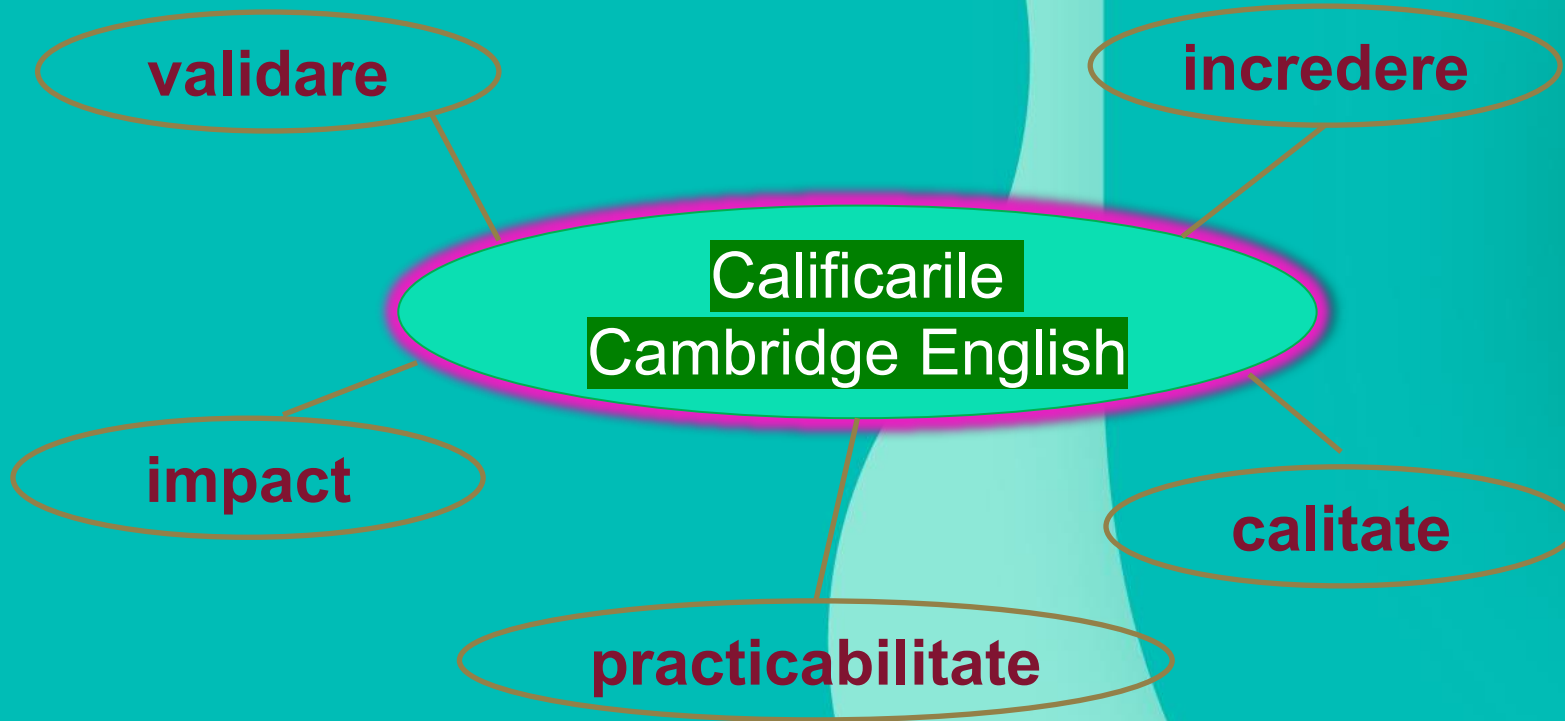 validare
incredere
Calificarile
Cambridge English
impact
calitate
practicabilitate